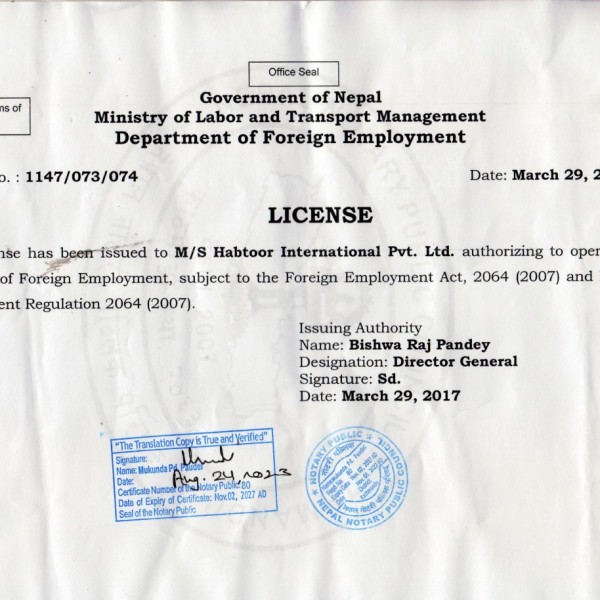 Office Seal
ms of
Government of Nepal
Ministry of Labor and Transport Management
Department of Foreign Employment
o. : 1147/073/074
Date: March 29, 2
LICENSE
nse has been issued to M/S Habtoor International Pvt. Ltd. authorizing to oper
of Foreign Employment, subject to the Foreign Employment Act, 2064 (2007) and
ent Regulation 2064 (2007).
Issuing Authority
Name: Bishwa Raj Pandey
Designation: Director General
Signature: Sd.
Date: March 29, 2017
"The Translation Copy is True and Verified"
Signature:
Name: Mukunda Pd. Paudel
Date: Aug. 24 2023
Certificate Number of the Notary Public: 80
Date of Expiry of Certificate: Nov.02, 2027 AD
Seal of the Notary Public
NOTARY PUBLIC COUNCIL
NEPAL NOTARY PUBLIC